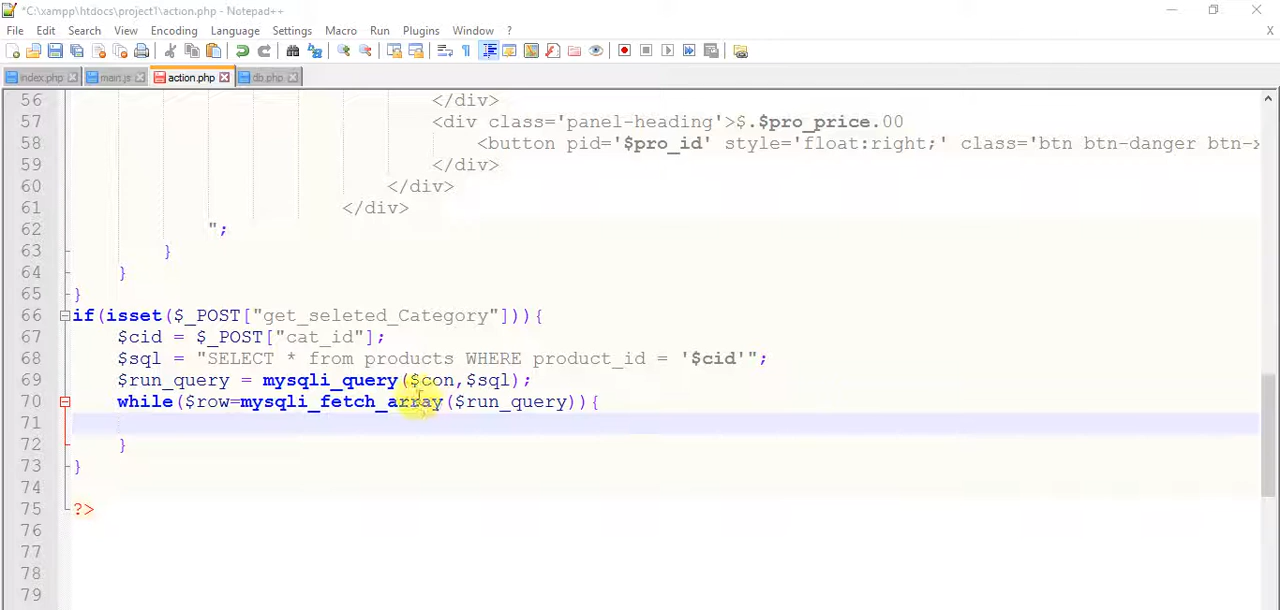 *C:\xampp\htdocs\project1\action.php - Notepad++
File Edit Search View Encoding Language Settings Macro Run Plugins Window ? X
index.php main.js action.php db.php
56 </div>
57 <div class='panel-heading'>$.$pro_price.00
58 <button pid='$pro_id' style='float:right;' class='btn btn-danger btn-x
59 </div>
60 </div>
61 </div>
62 ";
63 }
64 }
65 }
66 if(isset($_POST["get_seleted_Category"])){
67 $cid = $_POST["cat_id"];
68 $sql = "SELECT * from products WHERE product_id = '$cid'";
69 $run_query = mysqli_query($con,$sql);
70 while($row=mysqli_fetch_array($run_query)){
71
72 }
73 }
74
75 ?>
76
77
78
79